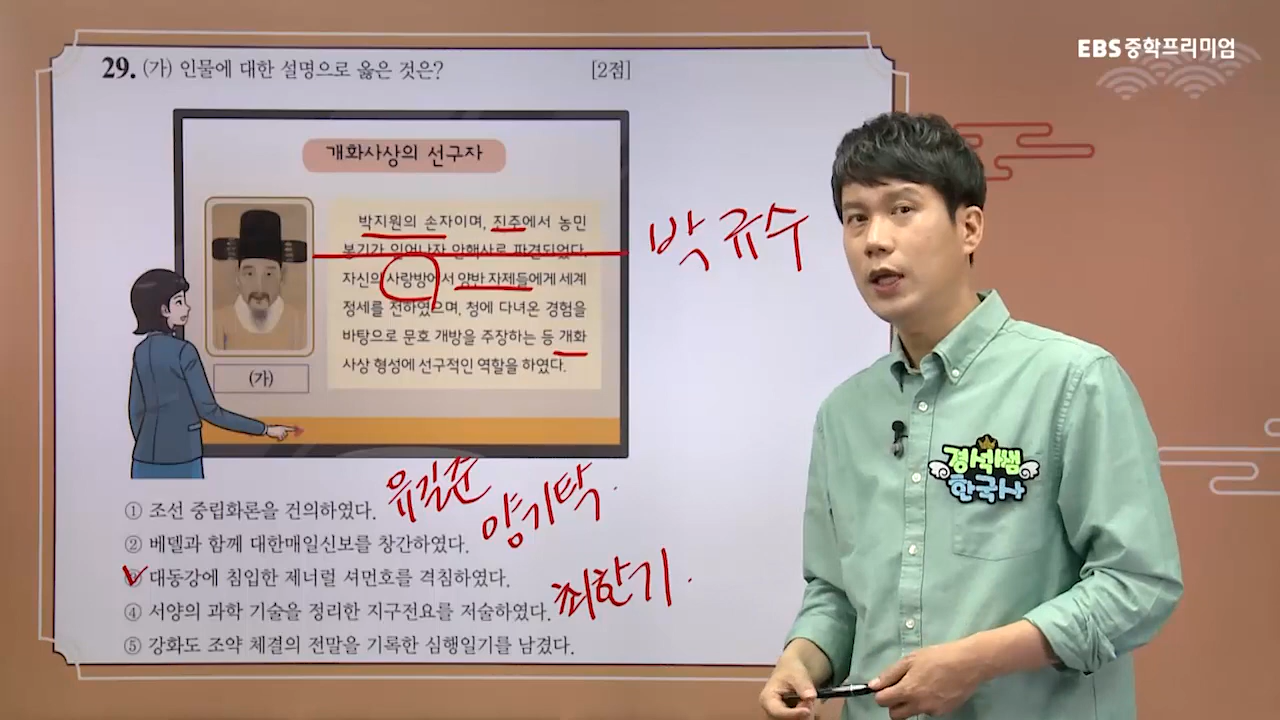 EBS 중학프리미엄
29. (가) 인물에 대한 설명으로 옳은 것은? [2점]
개화사상의 선구자
박지원의 손자이며, 진주에서 농민
봉기가 일어나자 안핵사로 파견되었다.
자신의 사랑방에서 양반 자제들에게 세계
정세를 전하였으며, 청에 다녀온 경험을
바탕으로 문호 개방을 주장하는 등 개화
사상 형성에 선구적인 역할을 하였다.
(가)
박규수
① 조선 중립화론을 건의하였다. 유길준
② 베델과 함께 대한매일신보를 창간하였다. 양기탁.
③ 대동강에 침입한 제너럴 셔먼호를 격침하였다.
④ 서양의 과학 기술을 정리한 지구전요를 저술하였다. 최한기.
⑤ 강화도 조약 체결의 전말을 기록한 심행일기를 남겼다.
경석쌤
한국사